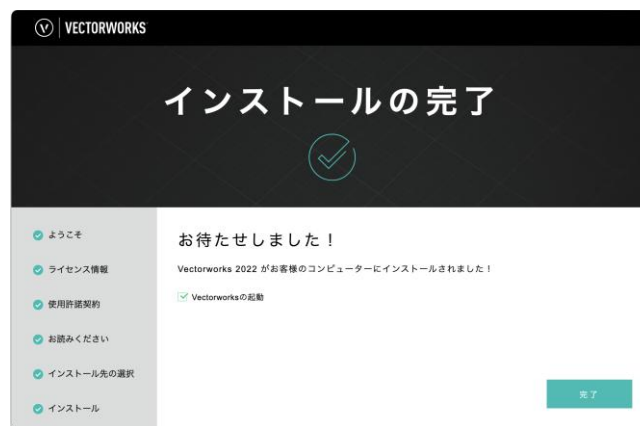 VECTORWORKS
インストールの完了
ようこそ
ライセンス情報
使用許諾契約
お読みください
インストール先の選択
インストール
お待たせしました！
Vectorworks 2022 がお客様のコンピューターにインストールされました！
Vectorworksの起動
完了